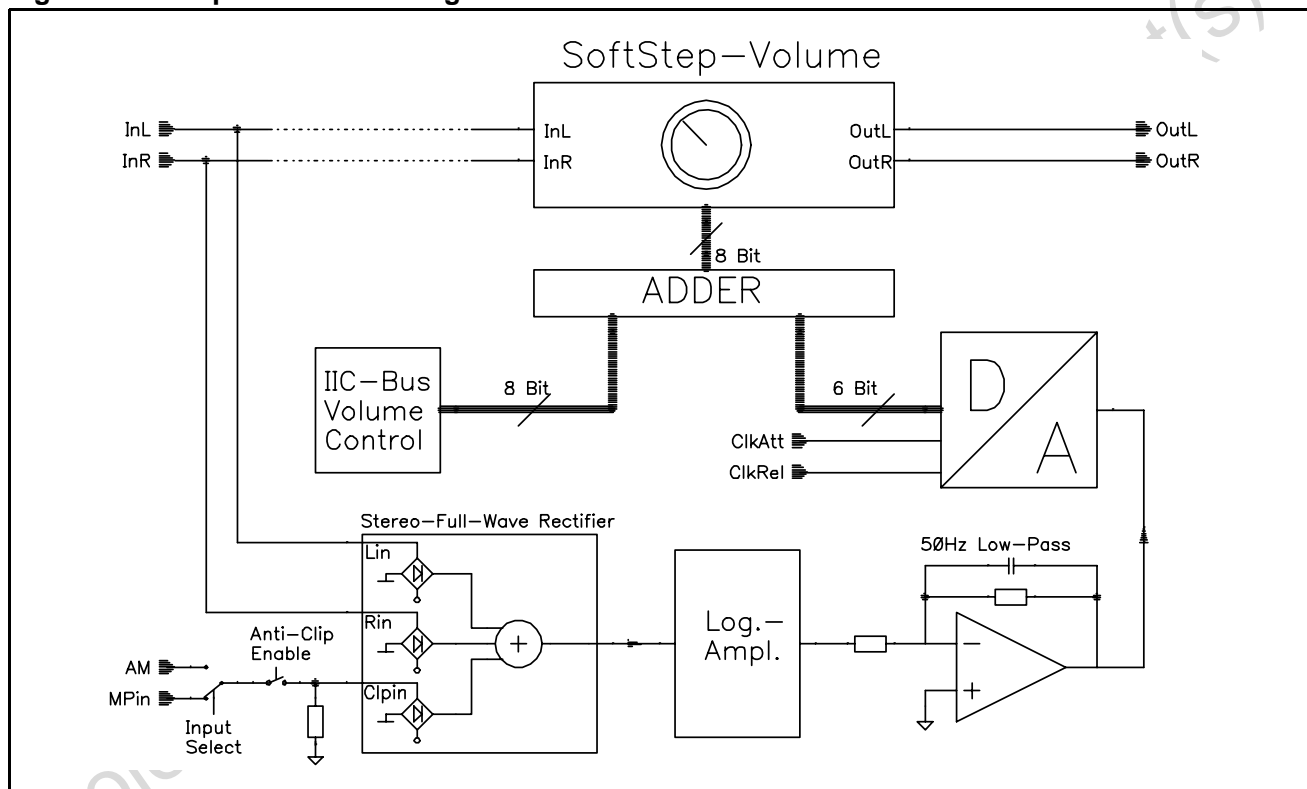 SoftStep-Volume
InL
InR
InL
InR
OutL
OutR
OutL
OutR
8 Bit
ADDER
IIC-Bus
Volume
Control
8 Bit
6 Bit
D
A
ClkAtt
ClkRel
Stereo-Full-Wave Rectifier
Lin
Rin
Clpin
+
Anti-Clip
Enable
AM
MPin
Input
Select
Log.-
Ampl.
50Hz Low-Pass
-
+